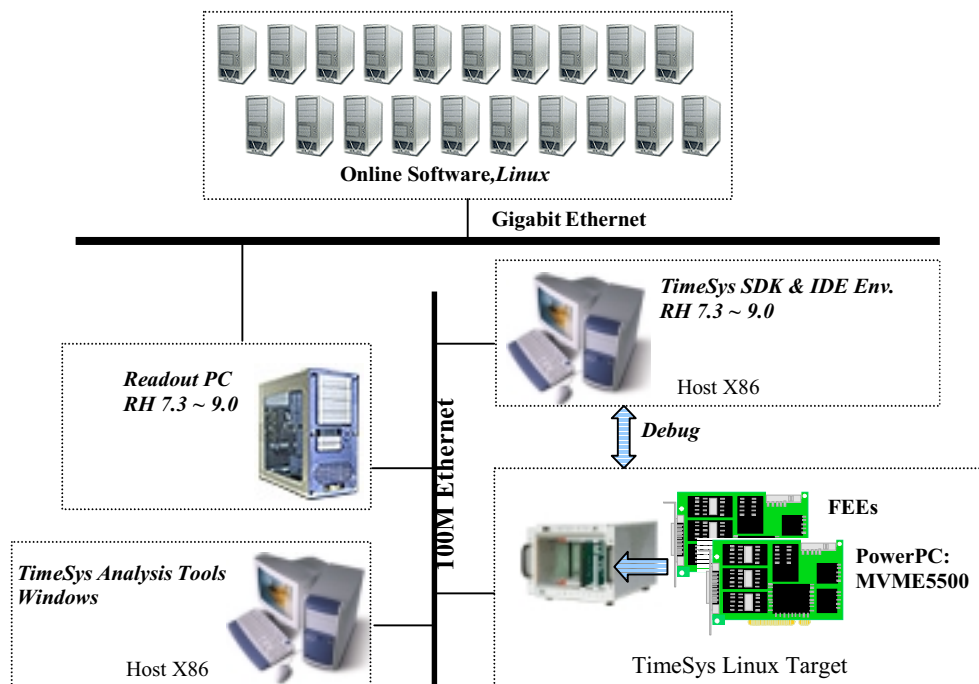 Online Software,Linux
Gigabit Ethernet
TimeSys SDK & IDE Env.
RH 7.3 ~ 9.0
Host X86
Readout PC
RH 7.3 ~ 9.0
100M Ethernet
Debug
FEEs
PowerPC:
MVME5500
TimeSys Linux Target
TimeSys Analysis Tools
Windows
Host X86